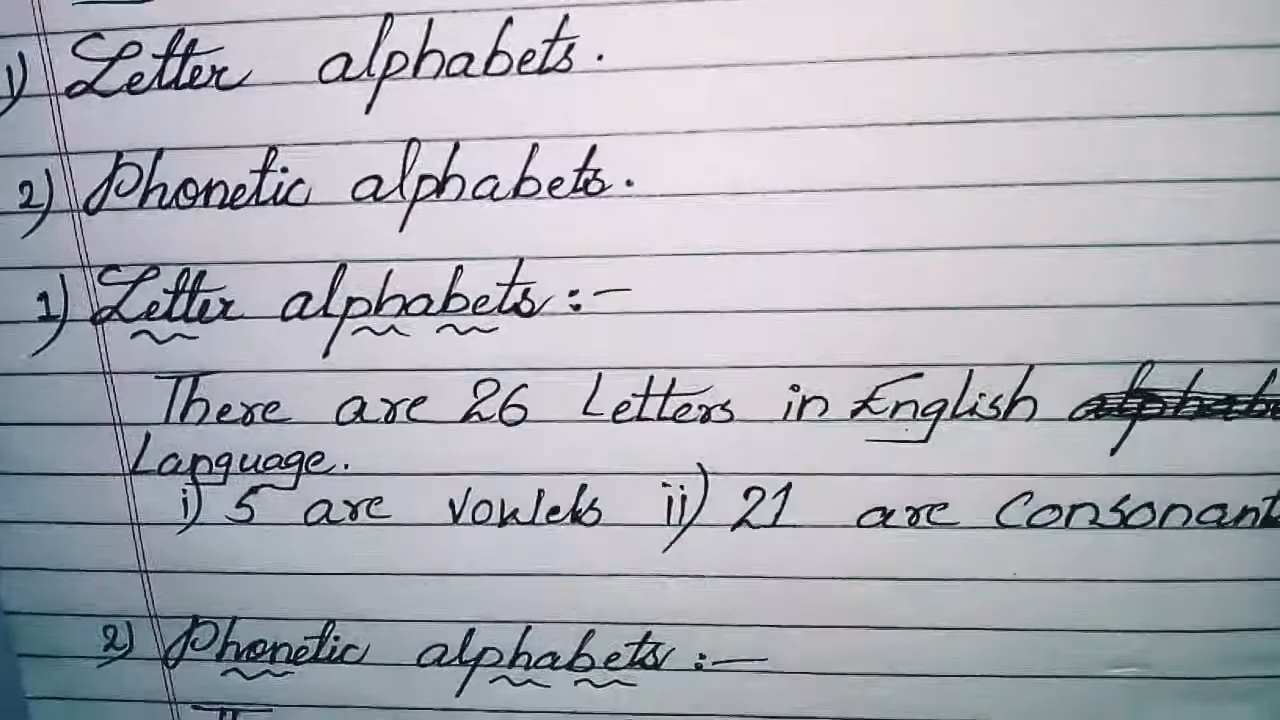 1) Letter alphabets.
2) Phonetic alphabets.
1) Letter alphabets :-
There are 26 Letters in English
Language.
i) 5 are vowels ii) 21 are Consonant
2) Phonetic alphabets :-